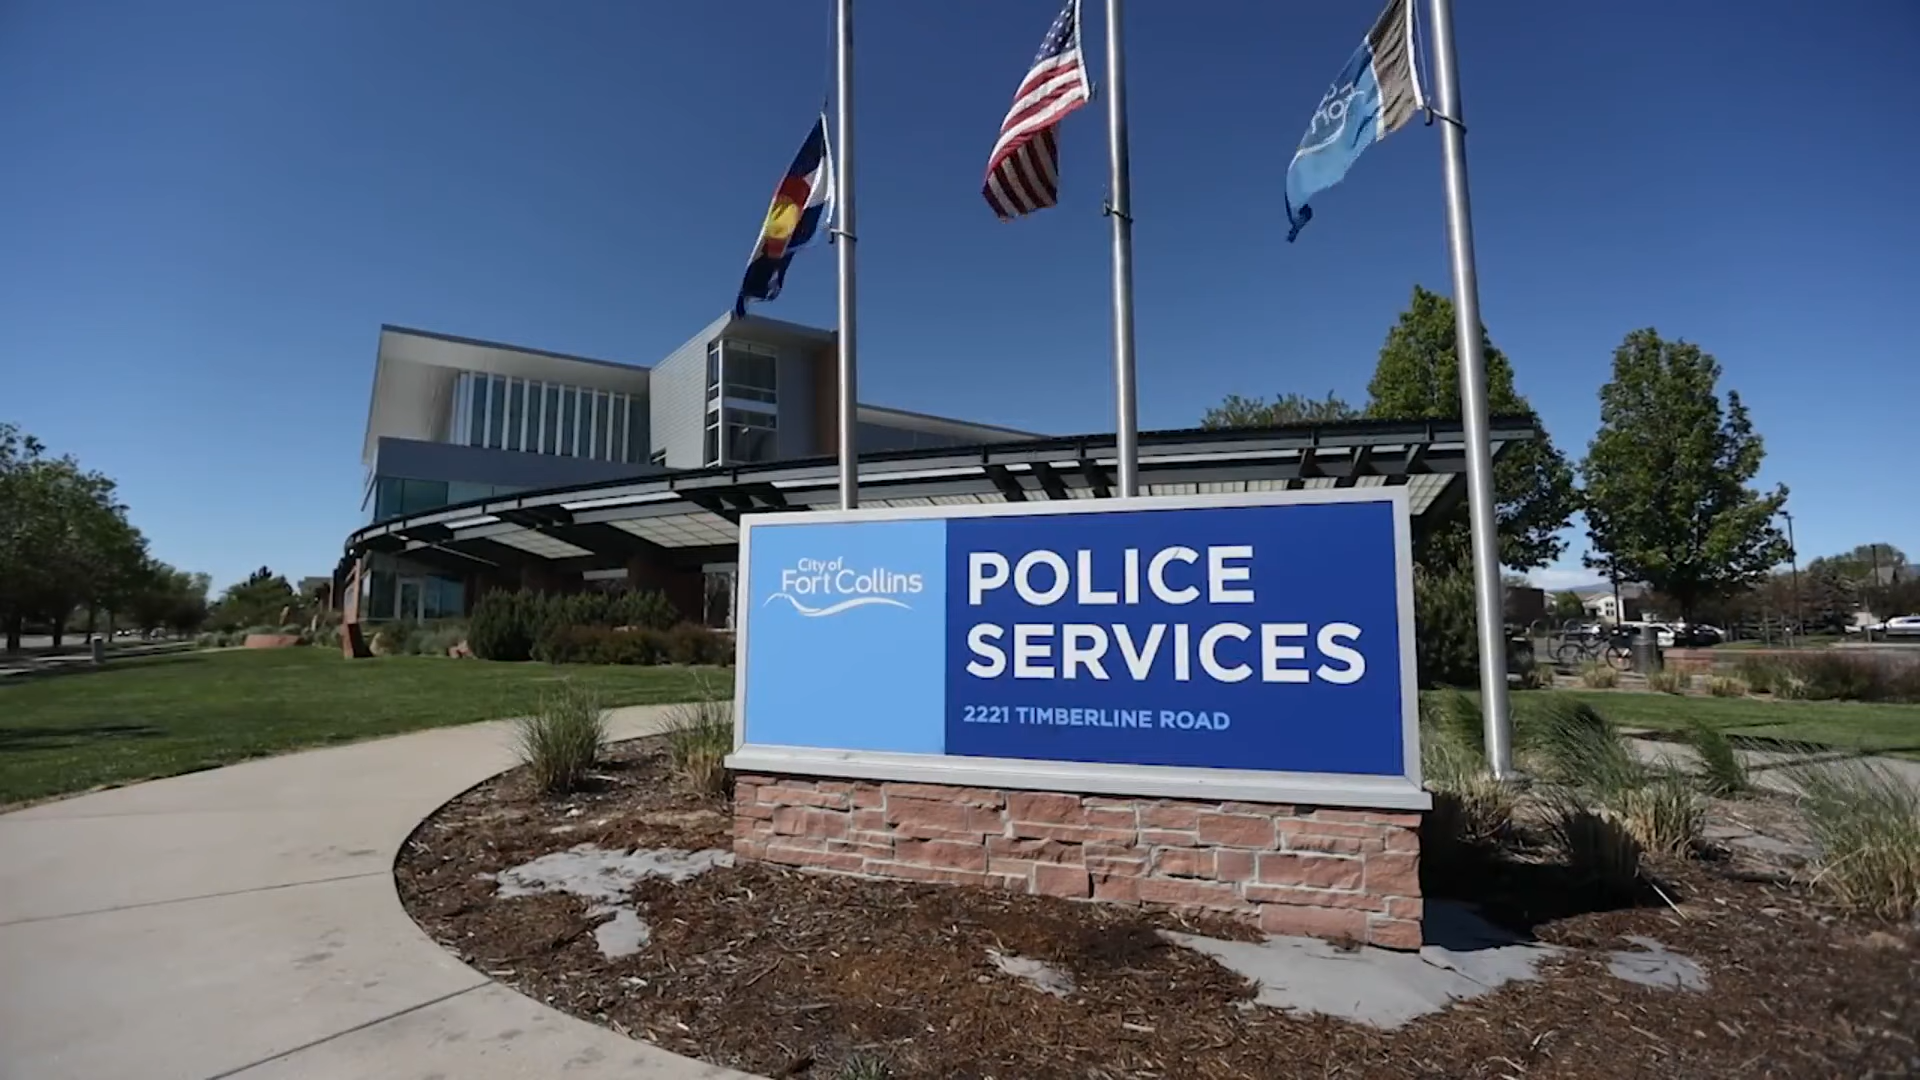 City of
Fort Collins
POLICE
SERVICES
2221 TIMBERLINE ROAD